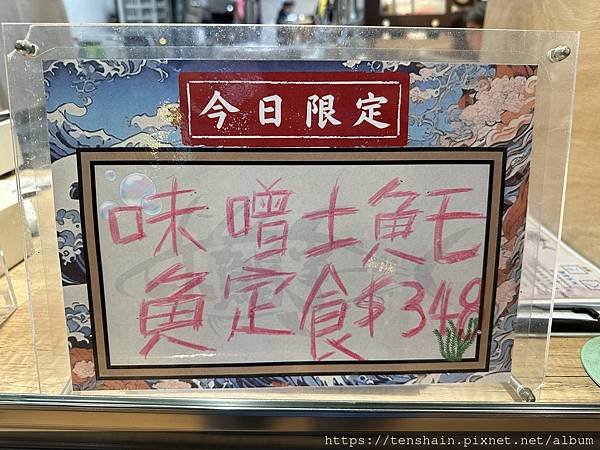 今日限定
味噌土魠
魚定食$348
https://tenshain.pixnet.net/album